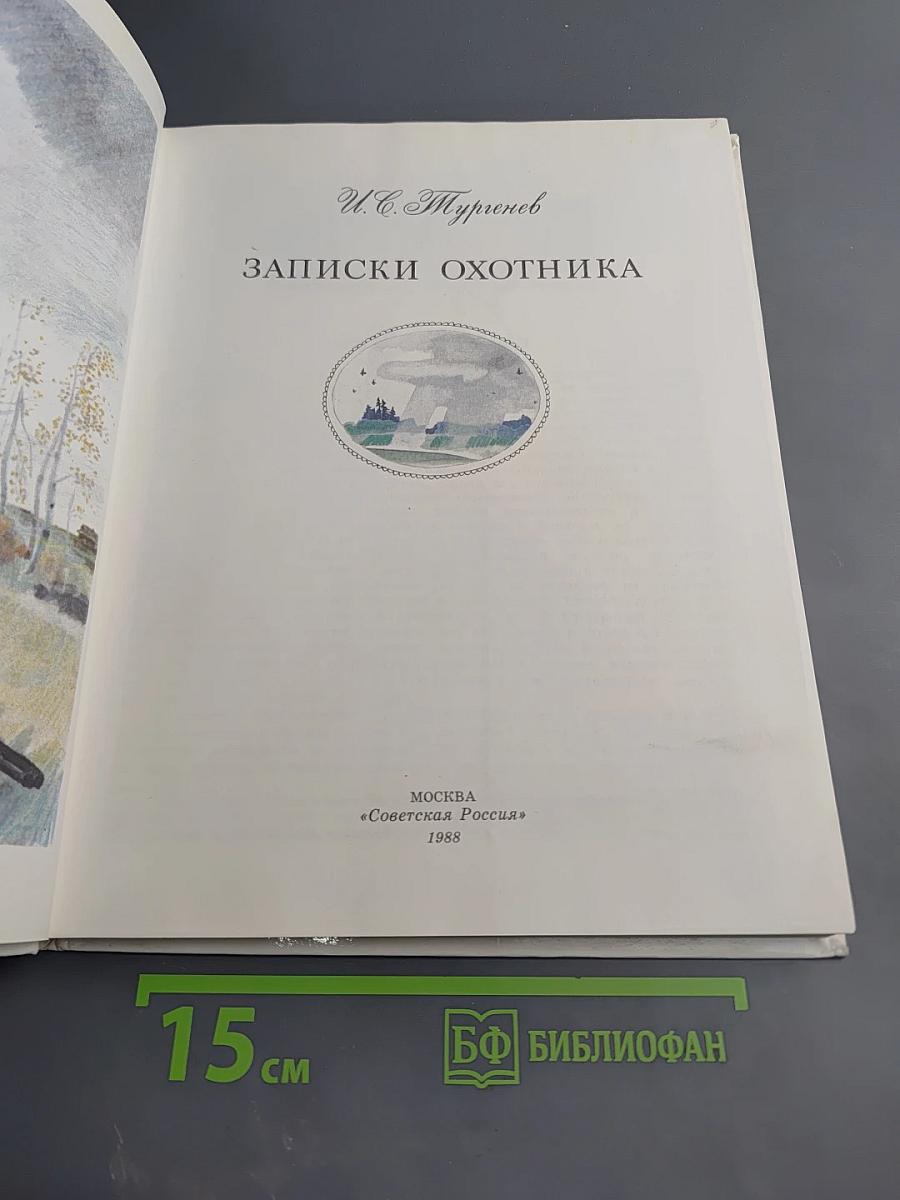 И. С. Тургенев
ЗАПИСКИ ОХОТНИКА
МОСКВА
«Советская Россия»
1988
15 см
БФ БИБЛИОФАН